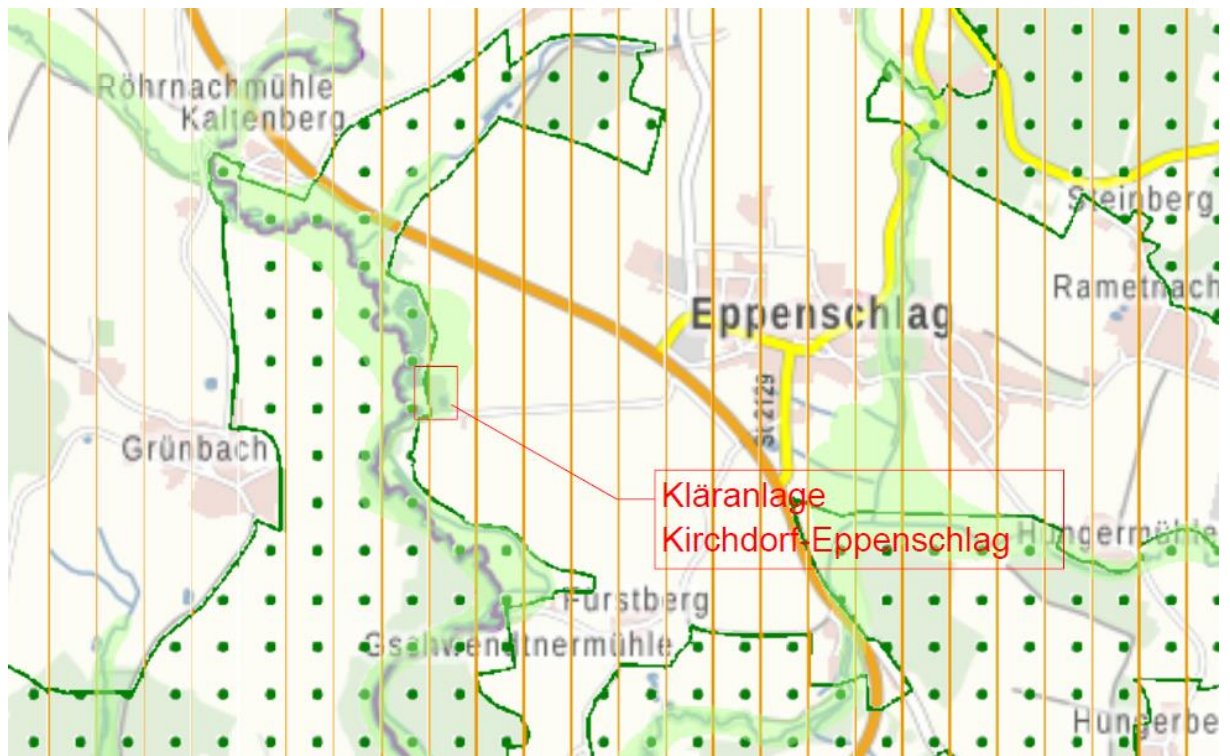 Röhrnachmühle
Kaltenberg
Steinberg
Rametnach
Eppenschlag
St 2129
Grünbach
Kläranlage
Kirchdorf-Eppenschlag
Hungermühle
Fürstberg
Gschwendtnermühle
Hungerbe